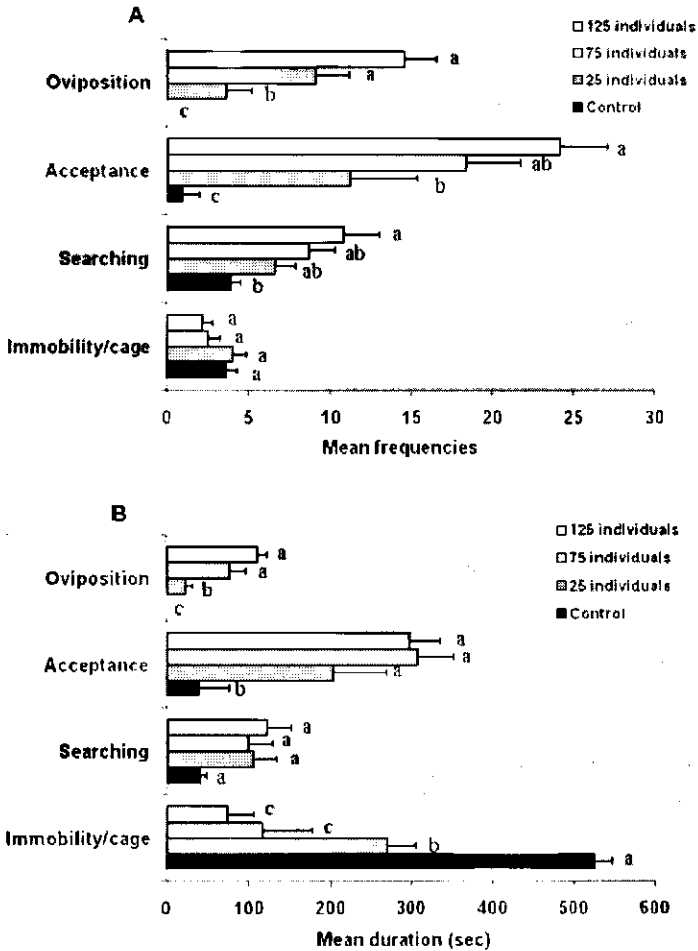 A
125 individuals
75 individuals
25 individuals
Control
Oviposition
a
a
b
c
Acceptance
a
ab
b
c
Searching
a
ab
ab
b
Immobility/cage
a
a
a
a
0 5 10 15 20 25 30
Mean frequencies
B
125 individuals
75 individuals
25 individuals
Control
Oviposition
a
a
b
c
Acceptance
a
a
a
b
Searching
a
a
a
a
Immobility/cage
c
c
b
a
0 100 200 300 400 500 600
Mean duration (sec)